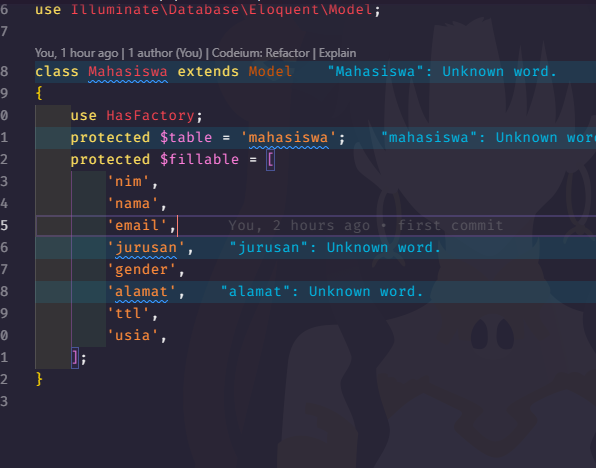 6 use Illuminate\Database\Eloquent\Model;
7
You, 1 hour ago | 1 author (You) | Codeium: Refactor | Explain
8 class Mahasiswa extends Model "Mahasiswa": Unknown word.
9 {
0 use HasFactory;
1 protected $table = 'mahasiswa'; "mahasiswa": Unknown wor
2 protected $fillable = [
3 'nim',
4 'nama',
5 'email', You, 2 hours ago • first commit
6 'jurusan', "jurusan": Unknown word.
7 'gender',
8 'alamat', "alamat": Unknown word.
9 'ttl',
0 'usia',
1 ];
2 }
3